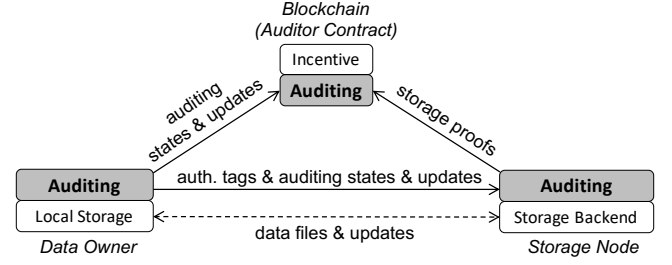 Blockchain
(Auditor Contract)
Incentive
Auditing
auditing
states & updates
storage proofs
Auditing
auth. tags & auditing states & updates
Auditing
Local Storage
data files & updates
Storage Backend
Data Owner
Storage Node